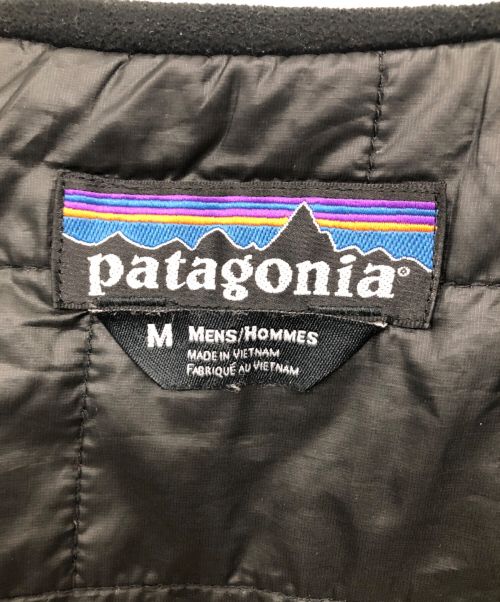 patagonia®
M MENS/HOMMES
MADE IN VIETNAM
FABRIQUÉ AU VIETNAM